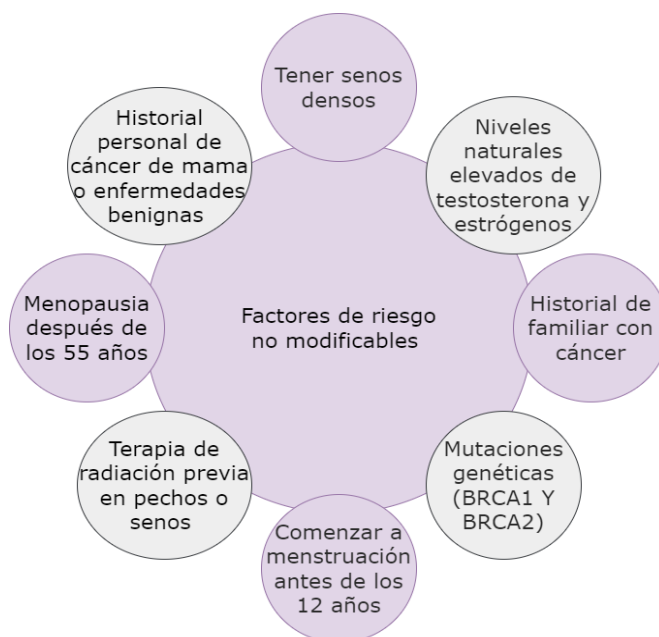 Tener senos
densos
Historial
personal de
cáncer de mama
o enfermedades
benignas
Niveles
naturales
elevados de
testosterona y
estrógenos
Menopausia
después de
los 55 años
Factores de riesgo
no modificables
Historial de
familiar con
cáncer
Terapia de
radiación previa
en pechos o
senos
Mutaciones
genéticas
(BRCA1 Y
BRCA2)
Comenzar a
menstruación
antes de los
12 años